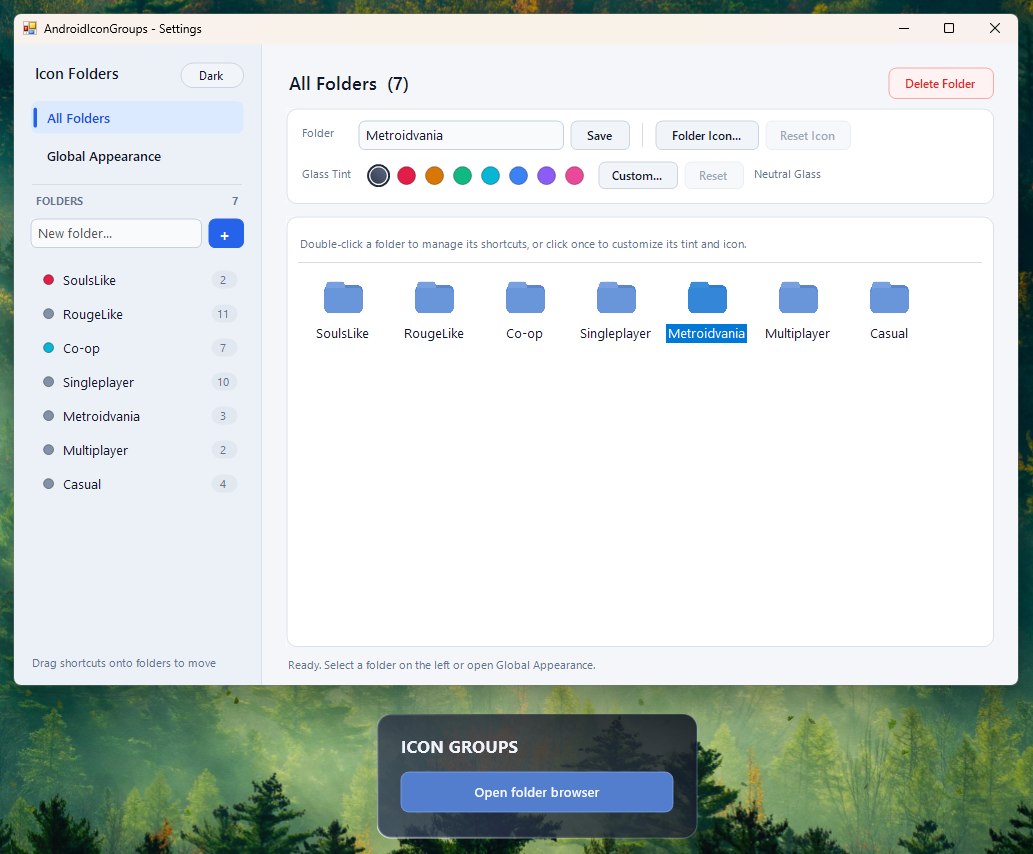 AndroidIconGroups - Settings
Icon Folders
Dark
All Folders
Global Appearance
FOLDERS 7
New folder...
+
SoulsLike 2
RougeLike 11
Co-op 7
Singleplayer 10
Metroidvania 3
Multiplayer 2
Casual 4
Drag shortcuts onto folders to move
All Folders (7)
Delete Folder
Folder Metroidvania Save Folder Icon... Reset Icon
Glass Tint Custom... Reset Neutral Glass
Double-click a folder to manage its shortcuts, or click once to customize its tint and icon.
SoulsLike RougeLike Co-op Singleplayer Metroidvania Multiplayer Casual
Ready. Select a folder on the left or open Global Appearance.
ICON GROUPS
Open folder browser